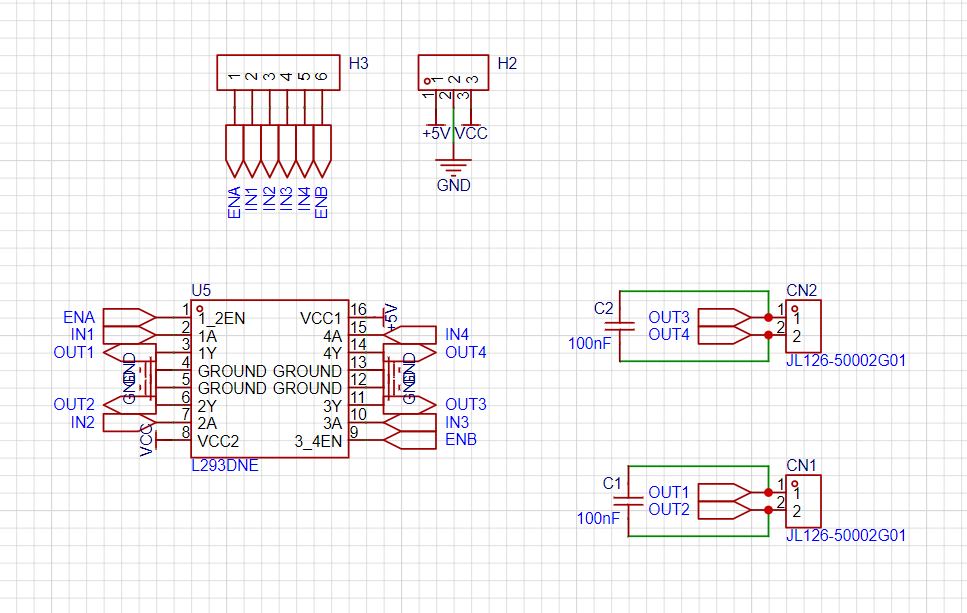 H3
1 2 3 4 5 6
ENA IN1 IN2 IN3 IN4 ENB
H2
1 2 3
1 2 3
+5V VCC
GND
U5
1 16
ENA 1_2EN VCC1 +5V
2 15
IN1 1A 4A IN4
3 14
OUT1 1Y 4Y OUT4
4 13
GND GROUND GROUND GND
5 12
GND GROUND GROUND GND
6 11
OUT2 2Y 3Y OUT3
7 10
IN2 2A 3A IN3
8 9
VCC VCC2 3_4EN ENB
L293DNE
CN2
C2
OUT3 1 1
OUT4 2 2
100nF
JL126-50002G01
CN1
C1
OUT1 1 1
OUT2 2 2
100nF
JL126-50002G01